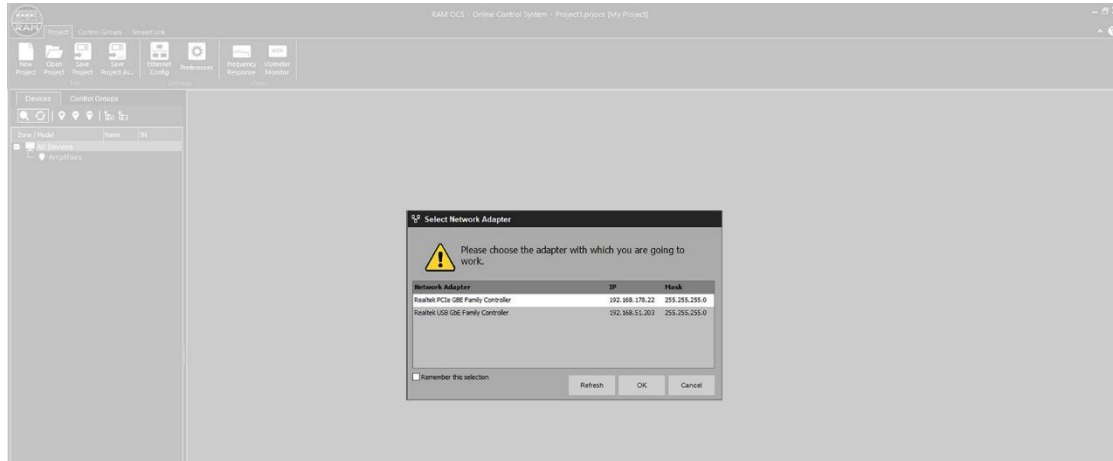 RAM OCS - Online Control System - Project1.prjocs [My Project]
RAM
Project Control Groups SmaartLink
New Project
Open Project
Save Project
Save Project As...
Ethernet Config
Preferences
Frequency Response
VUmeter Monitor
Devices Control Groups
Zone / Model Name SN
All Devices
Amplifiers
Select Network Adapter
Please choose the adapter with which you are going to
work.
Network Adapter IP Mask
Realtek PCIe GBE Family Controller 192.168.178.22 255.255.255.0
Realtek USB GbE Family Controller 192.168.51.203 255.255.255.0
Remember this selection
Refresh OK Cancel